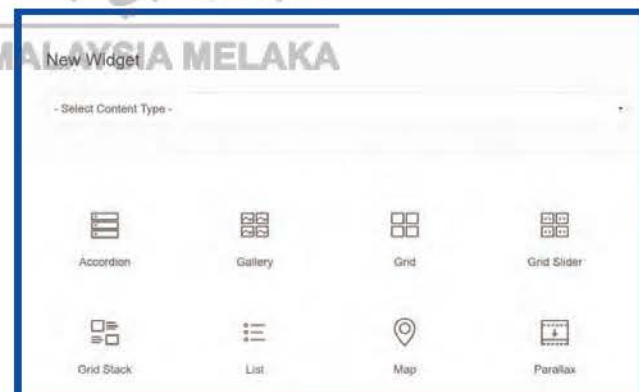 MALAYSIA MELAKA
New Widget
- Select Content Type -
Accordion
Gallery
Grid
Grid Slider
Grid Stack
List
Map
Parallax